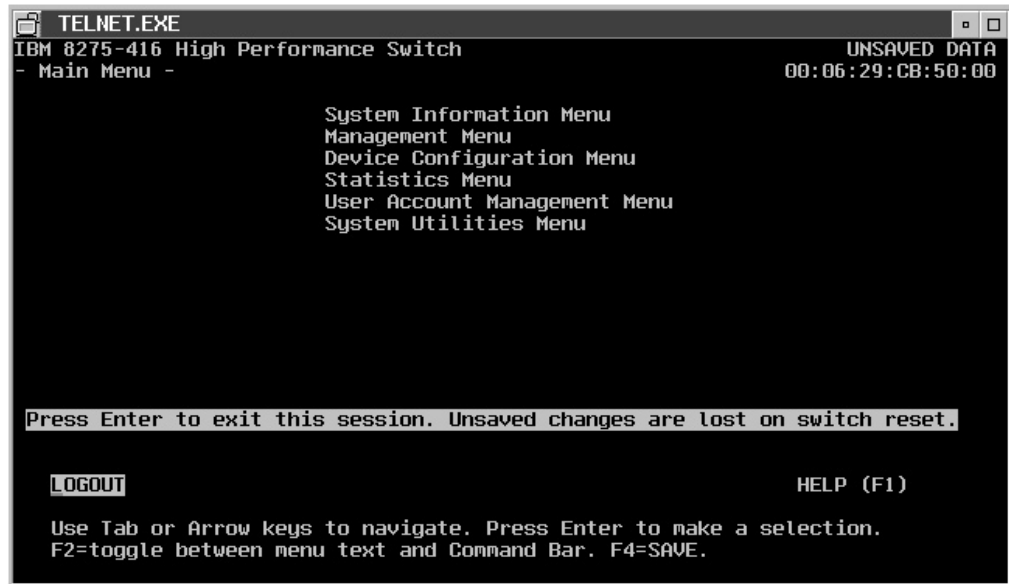 TELNET.EXE
IBM 8275-416 High Performance Switch UNSAVED DATA
- Main Menu - 00:06:29:CB:50:00
System Information Menu
Management Menu
Device Configuration Menu
Statistics Menu
User Account Management Menu
System Utilities Menu
Press Enter to exit this session. Unsaved changes are lost on switch reset.
LOGOUT HELP (F1)
Use Tab or Arrow keys to navigate. Press Enter to make a selection.
F2=toggle between menu text and Command Bar. F4=SAVE.